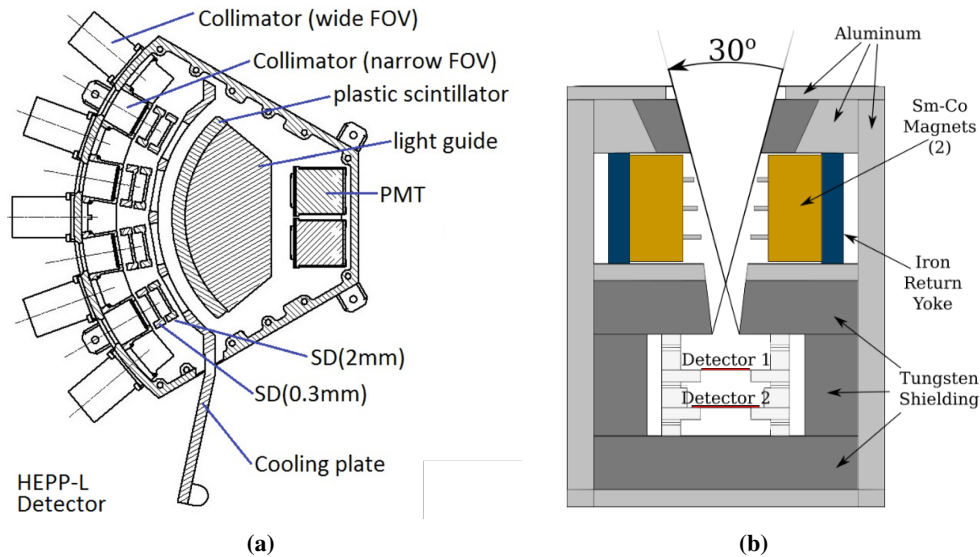 Collimator (wide FOV)
Collimator (narrow FOV)
plastic scintillator
light guide
PMT
SD(2mm)
SD(0.3mm)
Cooling plate
HEPP-L
Detector
(a)
30º
Aluminum
Sm-Co
Magnets
(2)
Iron
Return
Yoke
Detector 1
Detector 2
Tungsten
Shielding
(b)